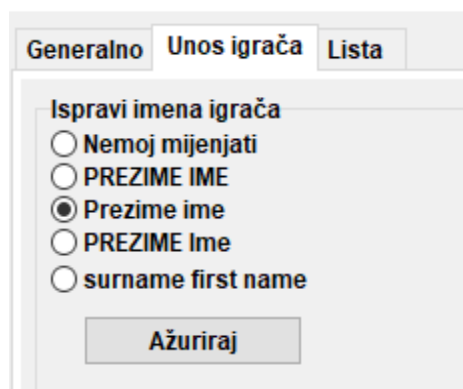 Generalno Unos igrača Lista
Ispravi imena igrača
Nemoj mijenjati
PREZIME IME
Prezime ime
PREZIME Ime
surname first name
Ažuriraj